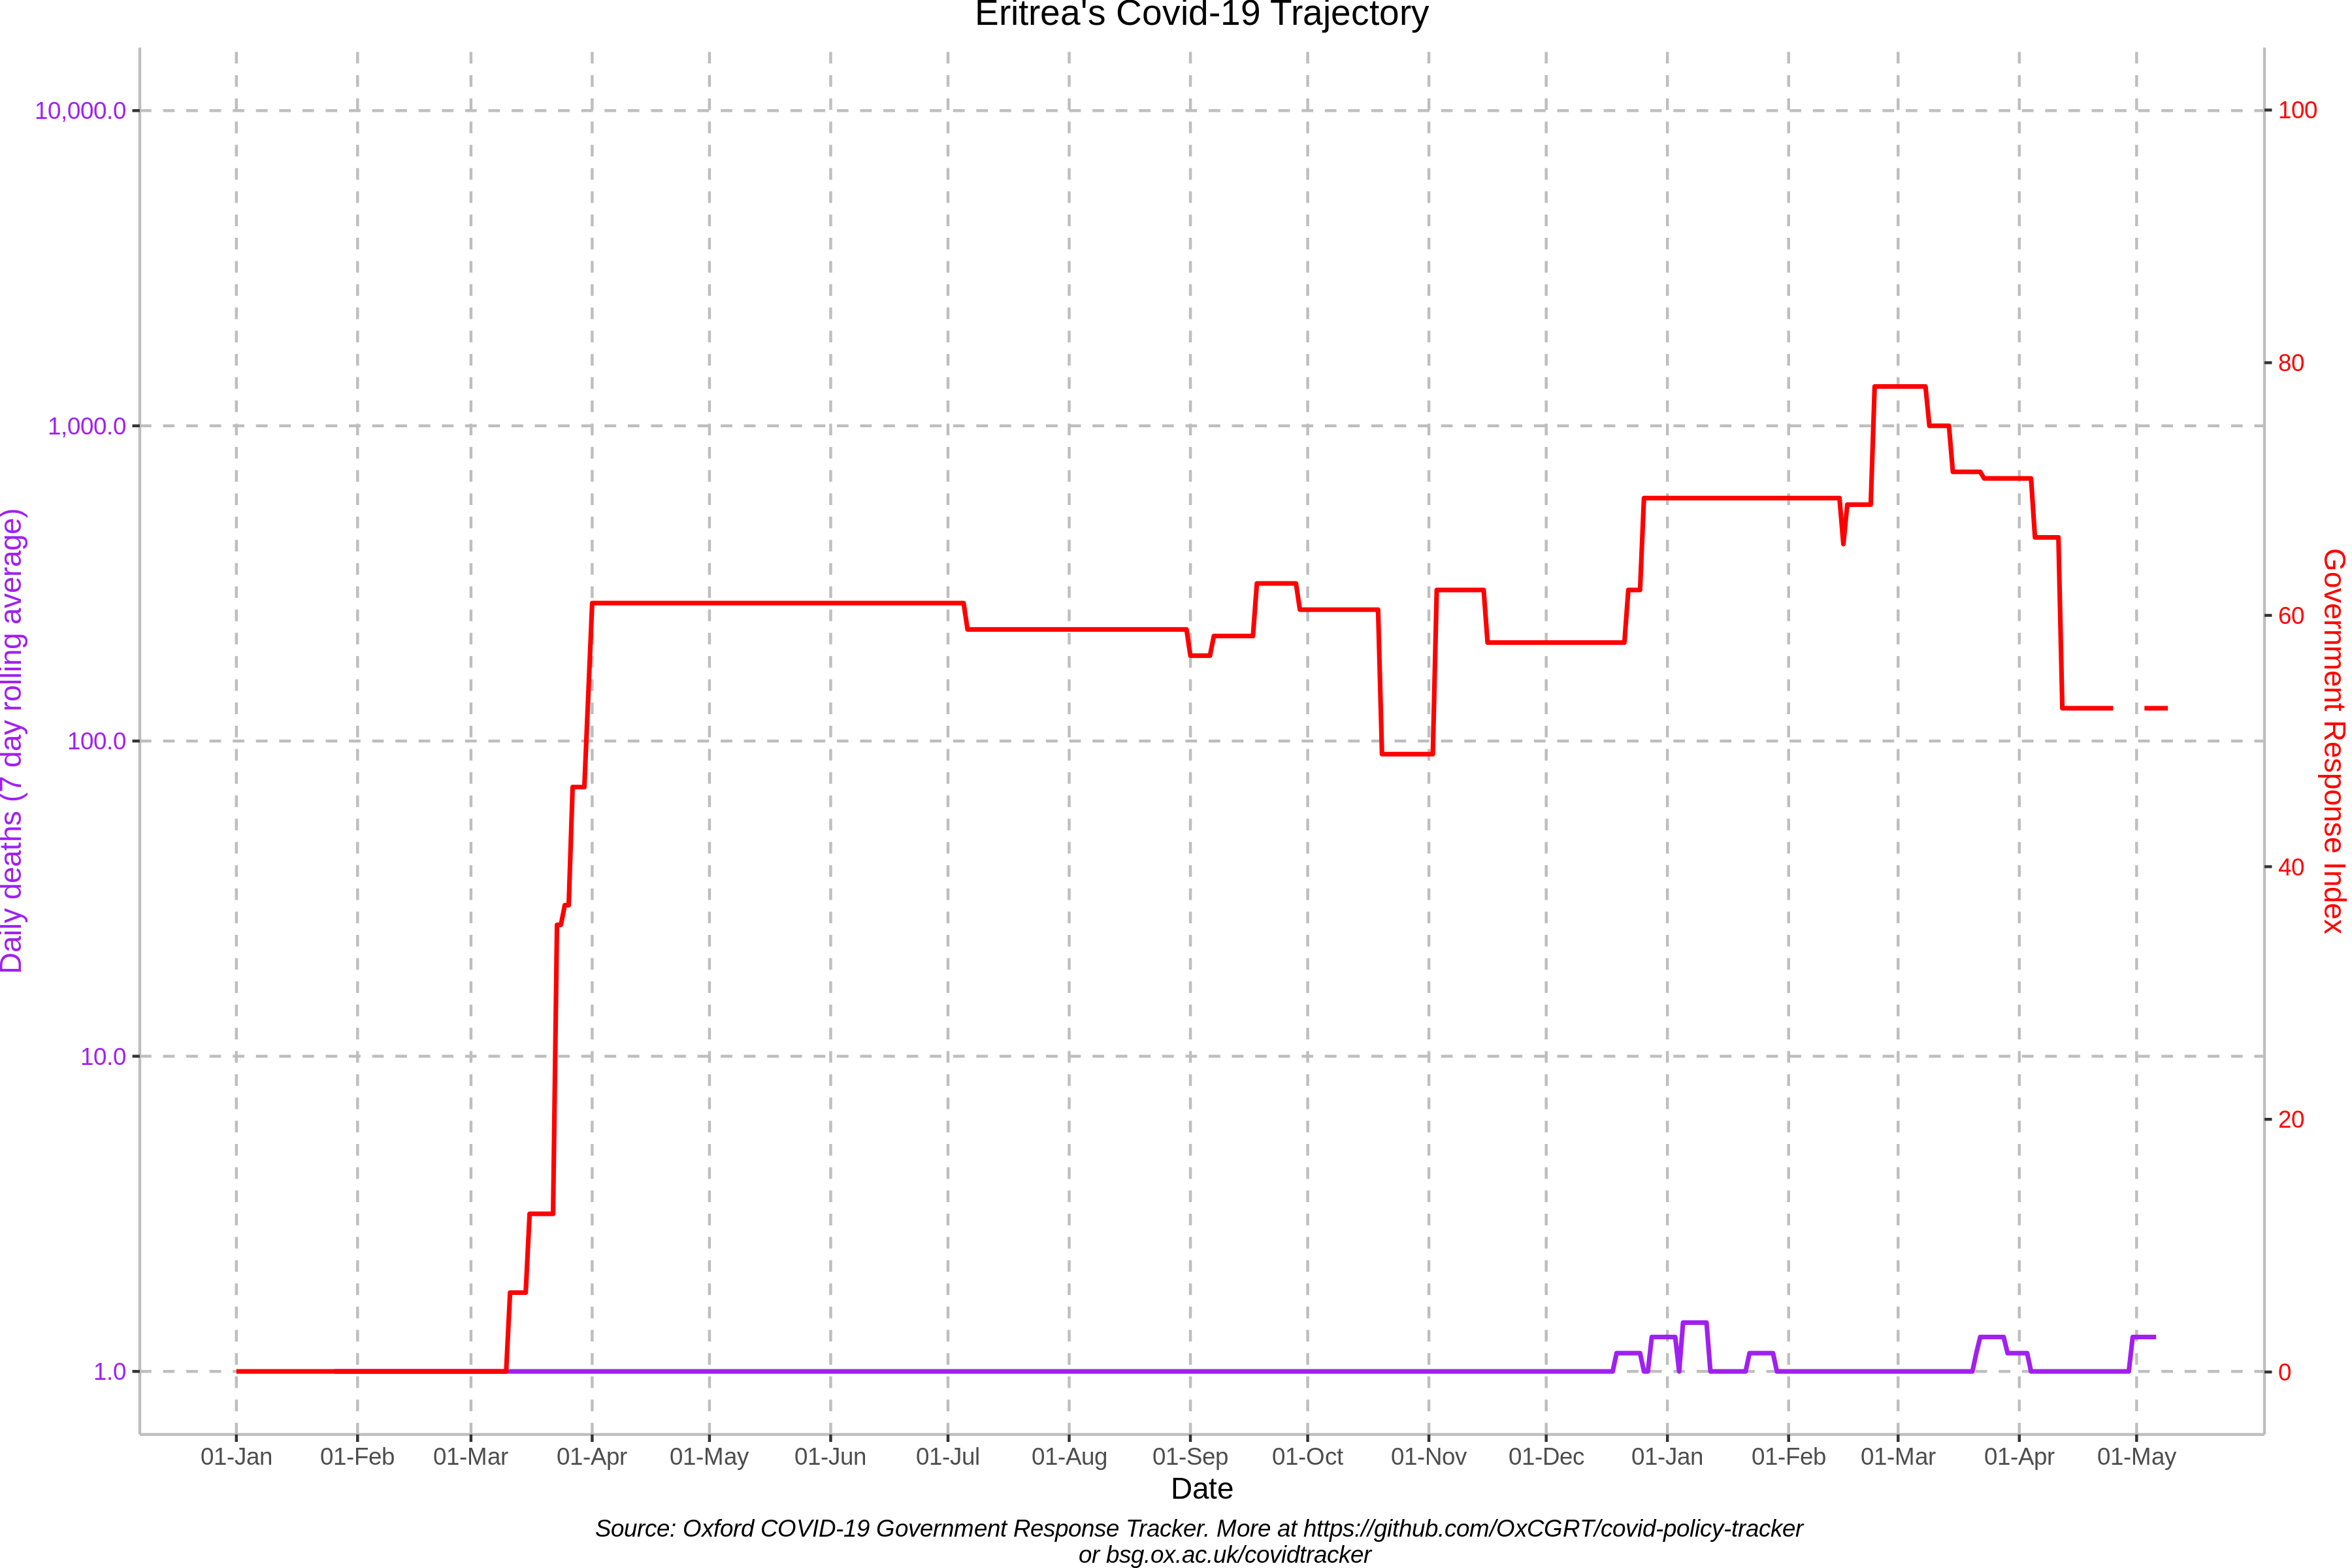 Eritrea's Covid-19 Trajectory
10,000.0
1,000.0
100.0
10.0
1.0
Daily deaths (7 day rolling average)
100
80
60
40
20
0
Government Response Index
01-Jan 01-Feb 01-Mar 01-Apr 01-May 01-Jun 01-Jul 01-Aug 01-Sep 01-Oct 01-Nov 01-Dec 01-Jan 01-Feb 01-Mar 01-Apr 01-May
Date
Source: Oxford COVID-19 Government Response Tracker. More at https://github.com/OxCGRT/covid-policy-tracker
or bsg.ox.ac.uk/covidtracker